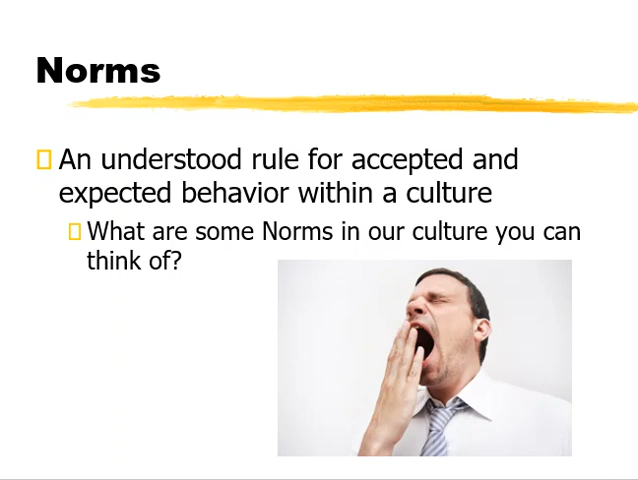 Norms
An understood rule for accepted and
expected behavior within a culture
What are some Norms in our culture you can
think of?